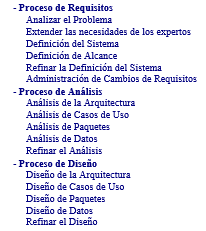 - Proceso de Requisitos
Analizar el Problema
Extender las necesidades de los expertos
Definición del Sistema
Definición de Alcance
Refinar la Definición del Sistema
Administración de Cambios de Requisitos
- Proceso de Análisis
Análisis de la Arquitectura
Análisis de Casos de Uso
Análisis de Paquetes
Análisis de Datos
Refinar el Análisis
- Proceso de Diseño
Diseño de la Arquitectura
Diseño de Casos de Uso
Diseño de Paquetes
Diseño de Datos
Refinar el Diseño